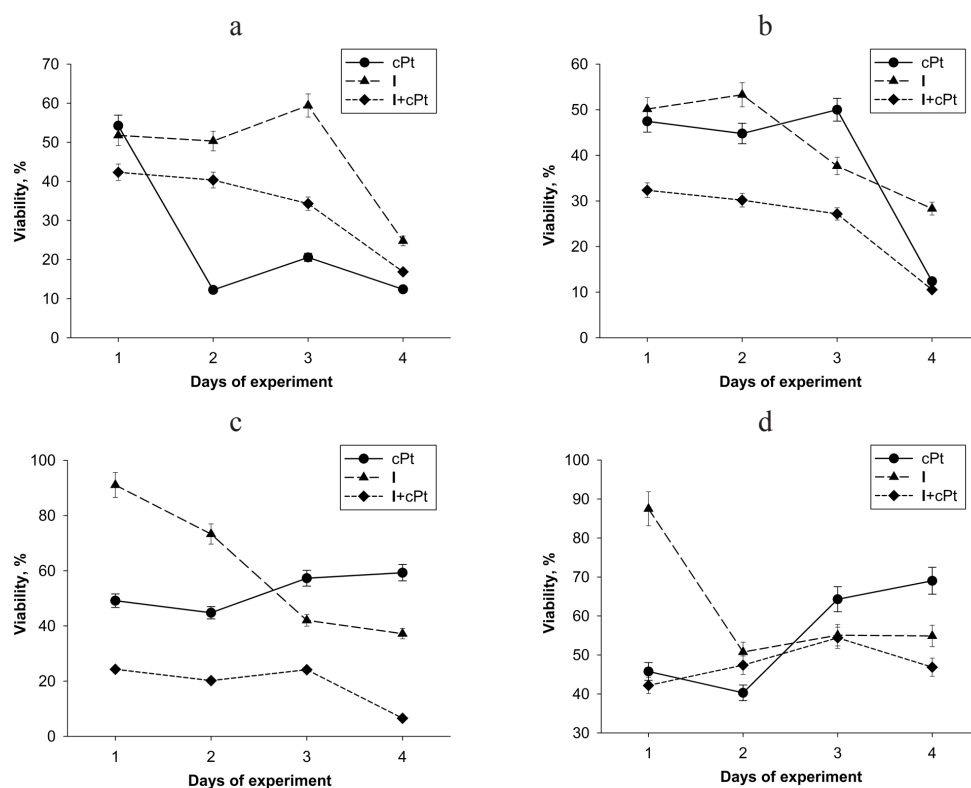 a
cPt
I
I+cPt
70
60
50
40
30
20
10
0
Viability, %
1 2 3 4
Days of experiment
b
cPt
I
I+cPt
60
50
40
30
20
10
0
Viability, %
1 2 3 4
Days of experiment
c
cPt
I
I+cPt
100
80
60
40
20
0
Viability, %
1 2 3 4
Days of experiment
d
cPt
I
I+cPt
100
90
80
70
60
50
40
30
Viability, %
1 2 3 4
Days of experiment